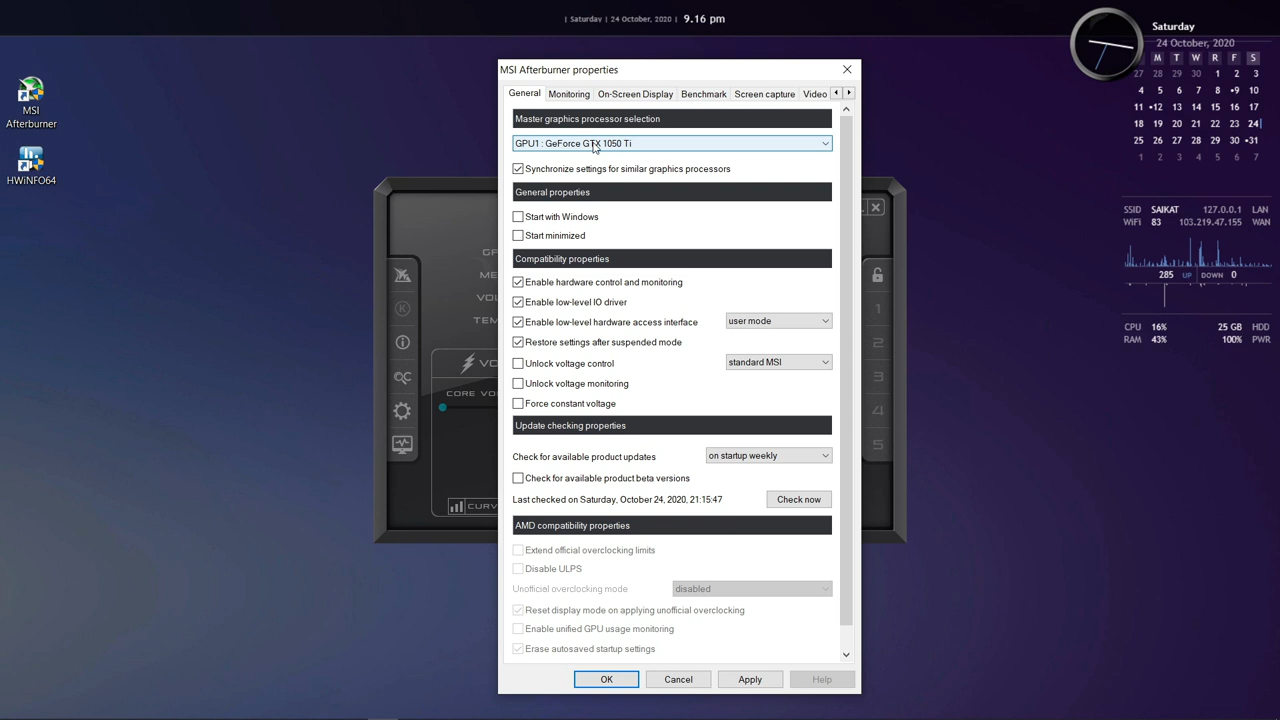 | Saturday | 24 October, 2020 | 9.16 pm
Saturday
24 October, 2020
M T W T F S
27 28 29 30 1 2 3
4 5 6 7 8 •9 10
11 •12 13 14 15 16 17
18 19 20 21 22 23 24
25 26 27 28 29 30 •31
1 2 3 4 5 6 7
SSID SAIKAT 127.0.0.1 LAN
WiFi 83 103.219.47.155 WAN
285 UP DOWN 0
CPU 16% 25 GB HDD
RAM 43% 100% PWR
MSI
Afterburner
HWiNFO64
MSI Afterburner properties
General Monitoring On-Screen Display Benchmark Screen capture Video
Master graphics processor selection
GPU1 : GeForce GTX 1050 Ti
Synchronize settings for similar graphics processors
General properties
Start with Windows
Start minimized
Compatibility properties
Enable hardware control and monitoring
Enable low-level IO driver
Enable low-level hardware access interface user mode
Restore settings after suspended mode
Unlock voltage control standard MSI
Unlock voltage monitoring
Force constant voltage
Update checking properties
Check for available product updates on startup weekly
Check for available product beta versions
Last checked on Saturday, October 24, 2020, 21:15:47 Check now
AMD compatibility properties
Extend official overclocking limits
Disable ULPS
Unofficial overclocking mode disabled
Reset display mode on applying unofficial overclocking
Enable unified GPU usage monitoring
Erase autosaved startup settings
OK Cancel Apply Help
GP
ME
VOL
TEM
K
°C
VO
CORE VO
CURV
1
2
3
4
5